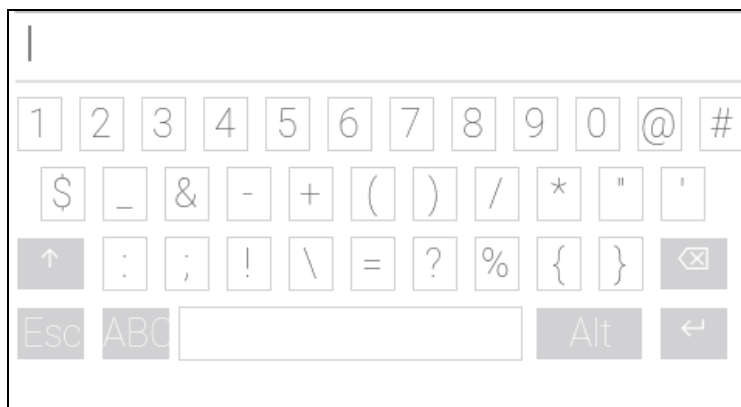 1 2 3 4 5 6 7 8 9 0 @ #
$ _ & - + ( ) / * " '
↑ : ; ! \ = ? % { }
Esc ABC Alt